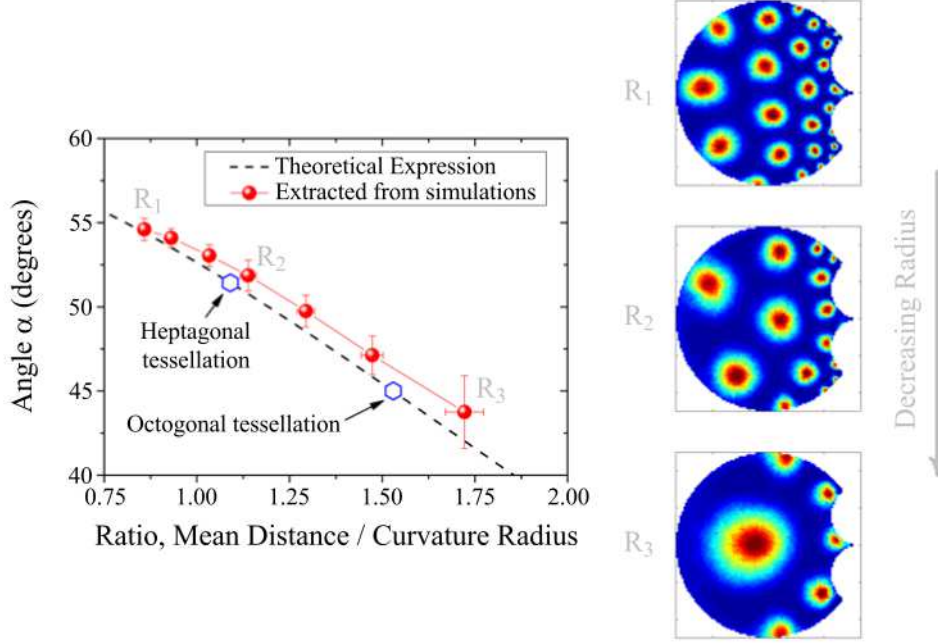 60
55
50
45
40
Angle α (degrees)
Theoretical Expression
Extracted from simulations
R1
R2
R3
Heptagonal
tessellation
Octogonal tessellation
0.75 1.00 1.25 1.50 1.75 2.00
Ratio, Mean Distance / Curvature Radius
R1
R2
R3
Decreasing Radius